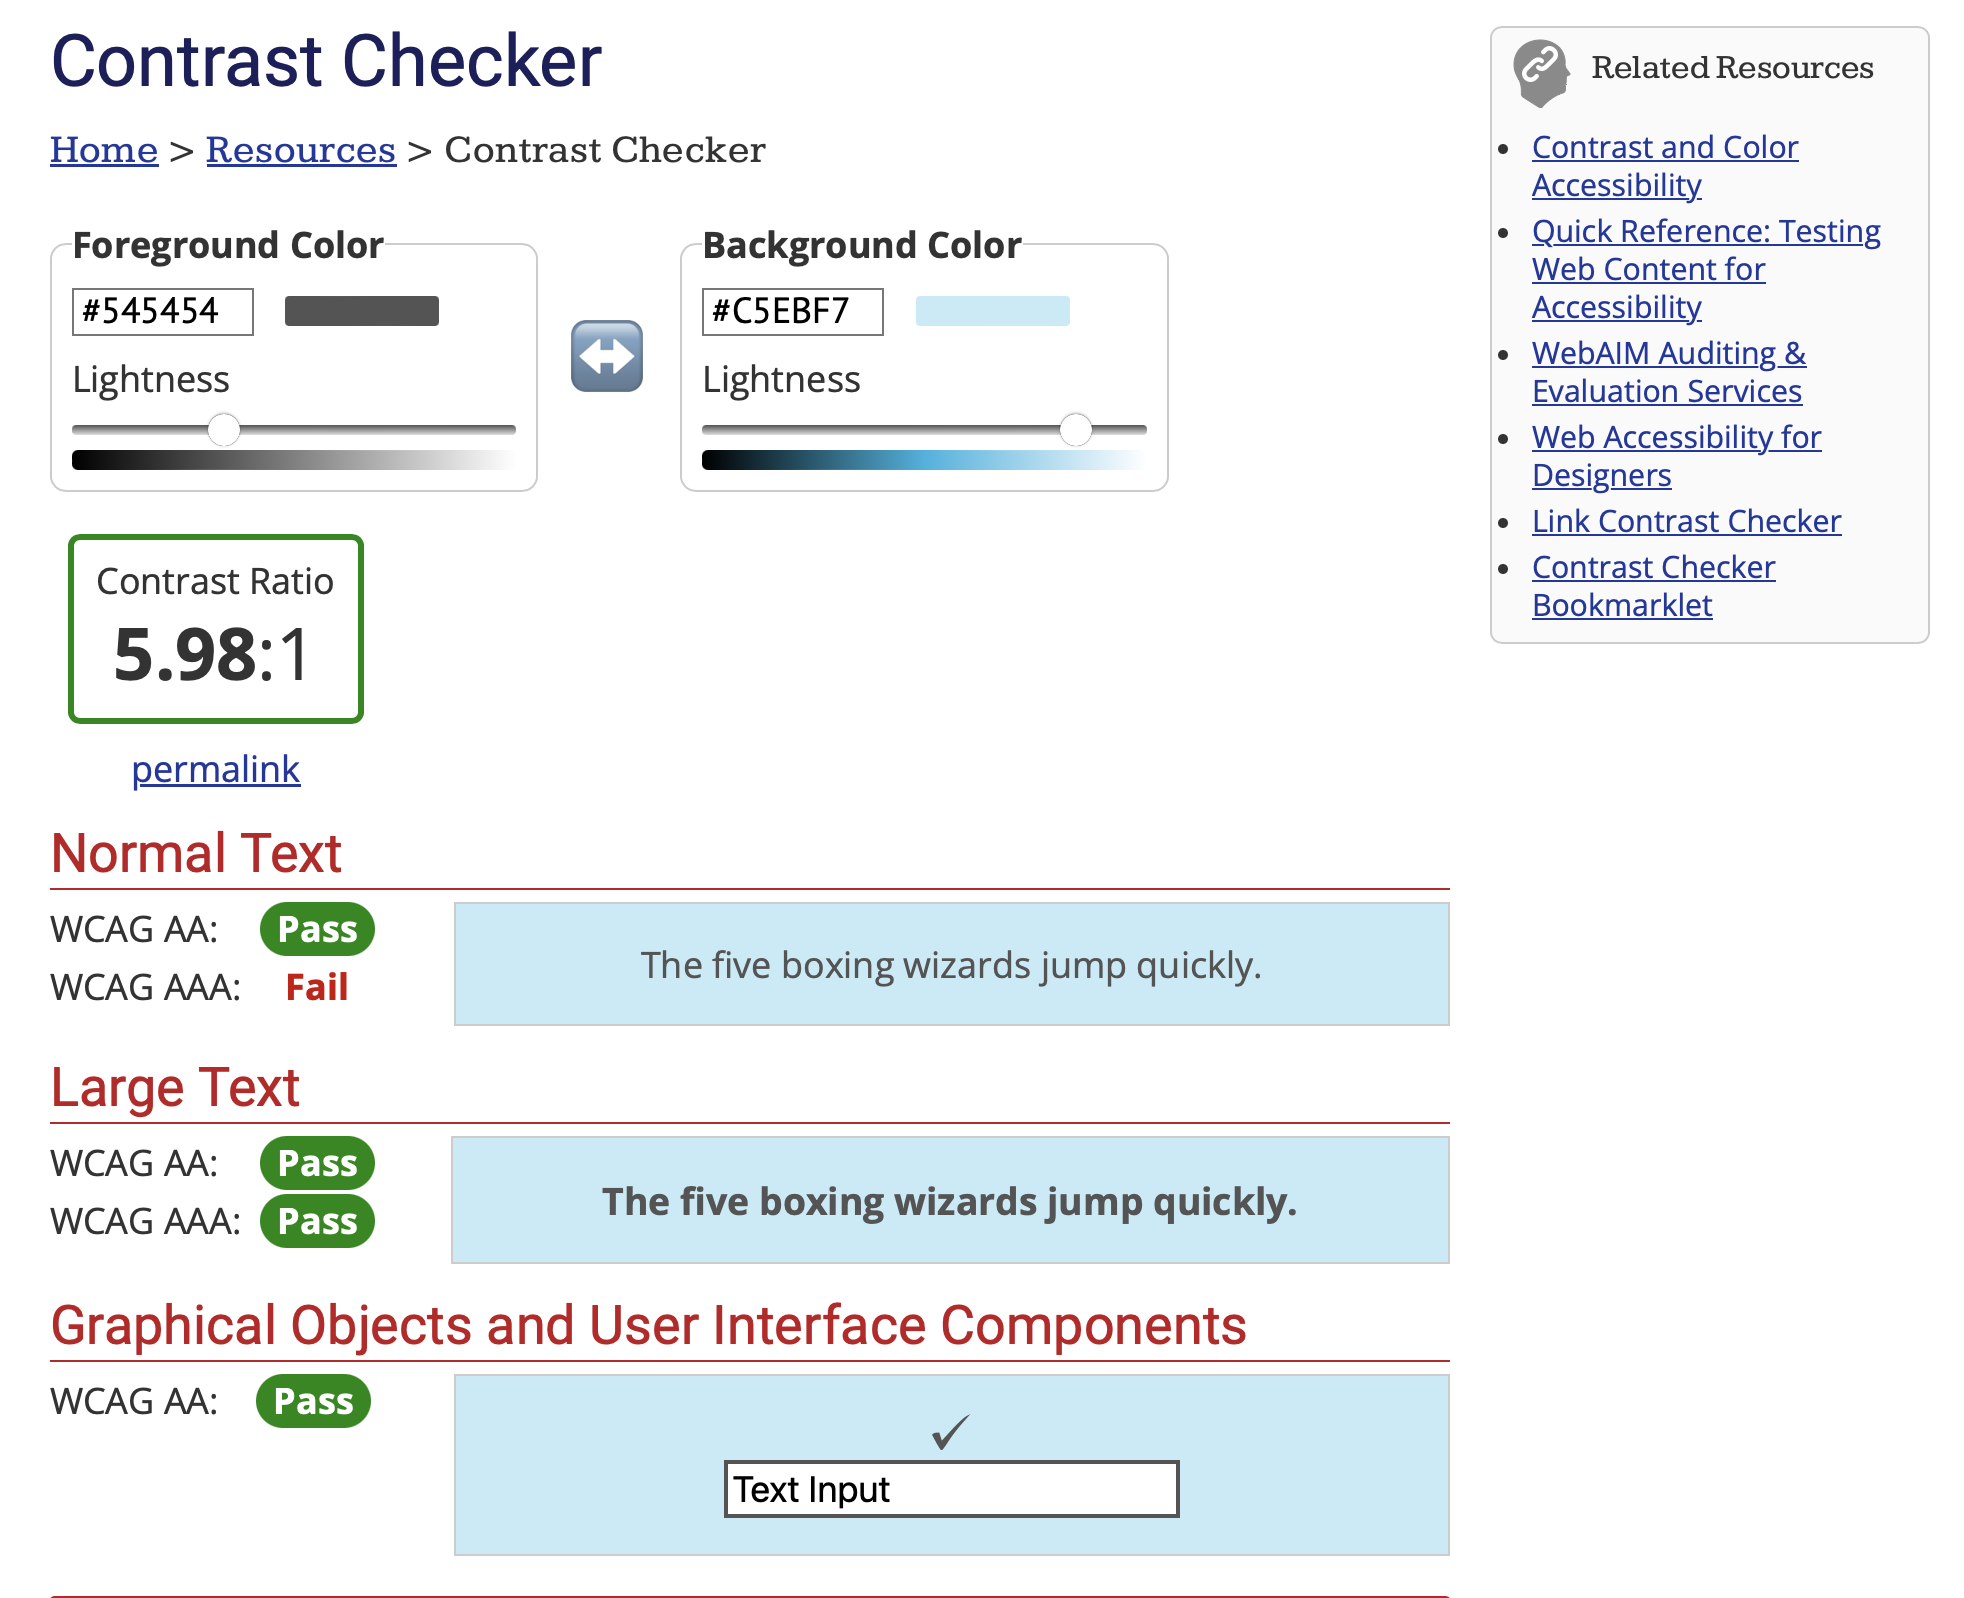 Contrast Checker
Home > Resources > Contrast Checker
Foreground Color
#545454
Lightness
Background Color
#C5EBF7
Lightness
Contrast Ratio
5.98:1
permalink
Normal Text
WCAG AA: Pass
WCAG AAA: Fail
The five boxing wizards jump quickly.
Large Text
WCAG AA: Pass
WCAG AAA: Pass
The five boxing wizards jump quickly.
Graphical Objects and User Interface Components
WCAG AA: Pass
✓
Text Input
Related Resources
• Contrast and Color
Accessibility
• Quick Reference: Testing
Web Content for
Accessibility
• WebAIM Auditing &
Evaluation Services
• Web Accessibility for
Designers
• Link Contrast Checker
• Contrast Checker
Bookmarklet